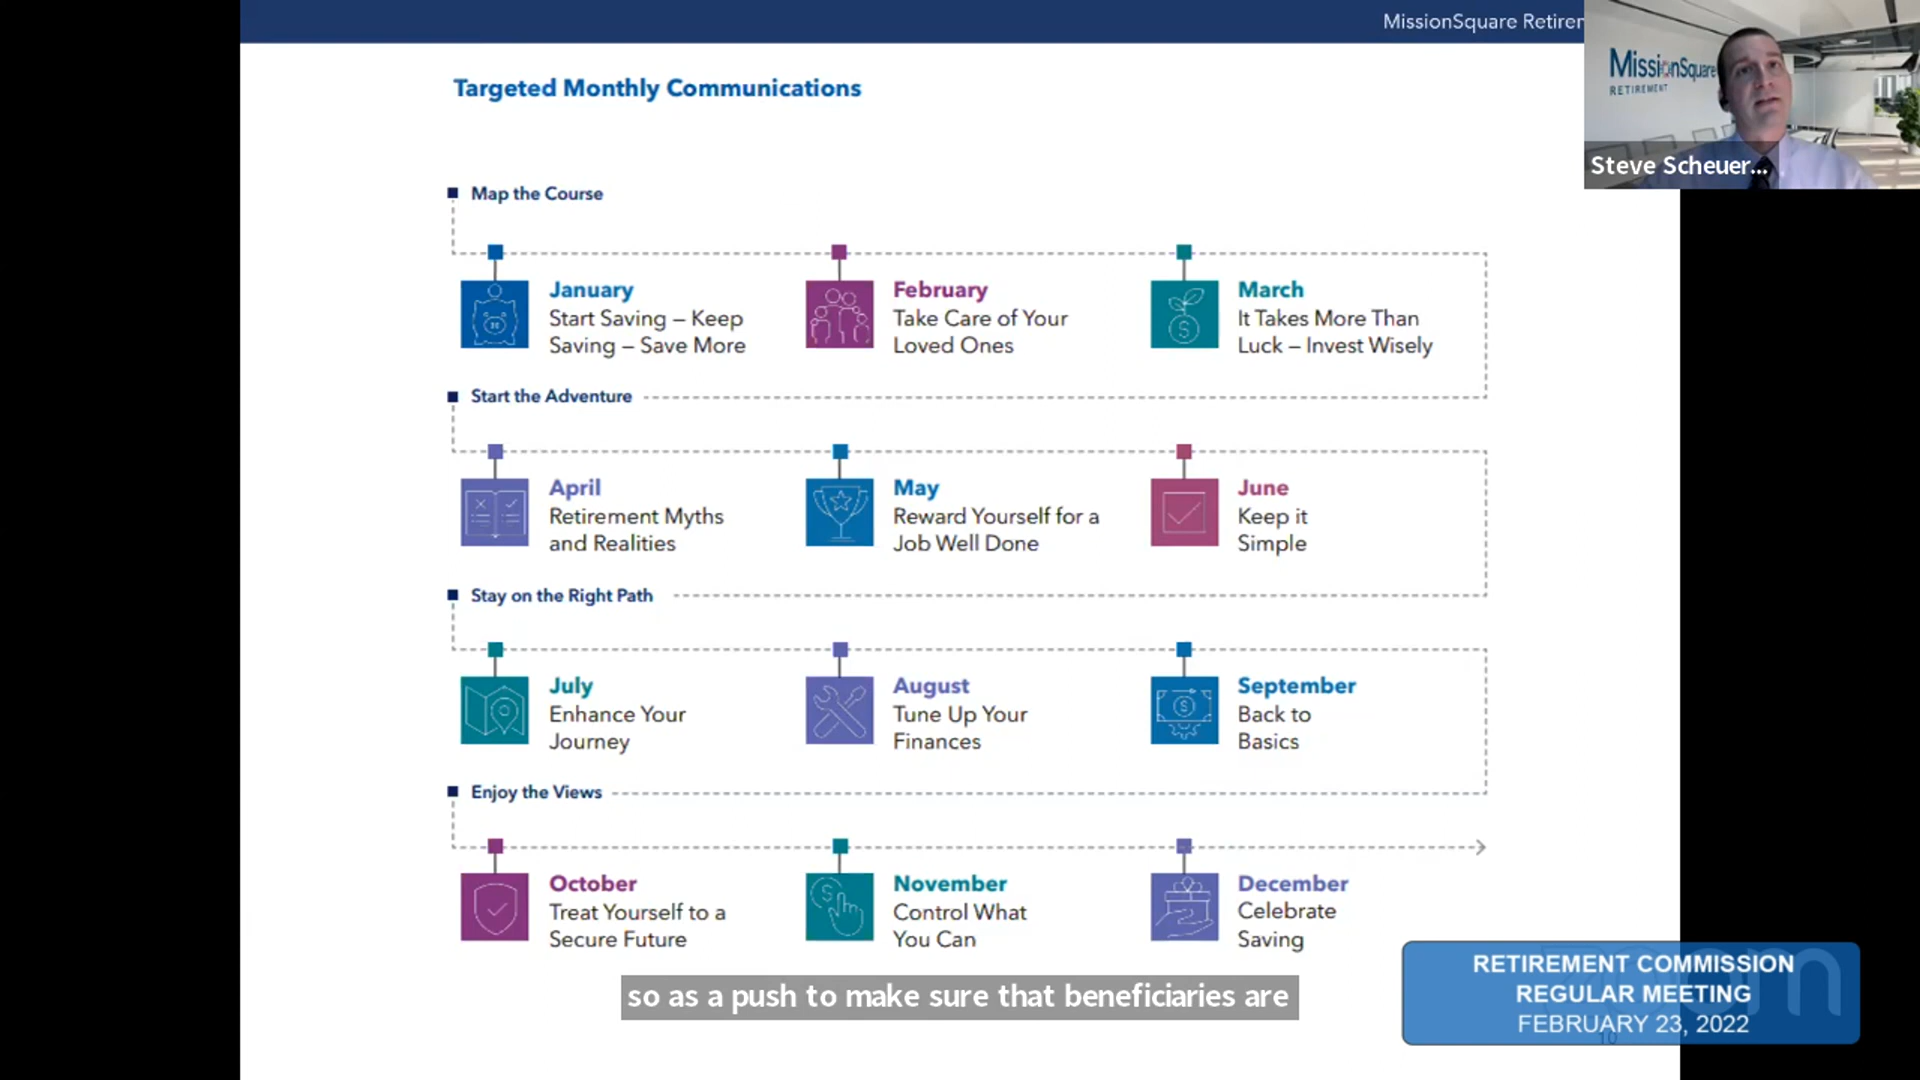 MissionSquare Retirem
MissionSquare
RETIREMENT
Steve Scheuer...
Targeted Monthly Communications
Map the Course
January
Start Saving – Keep
Saving – Save More
February
Take Care of Your
Loved Ones
March
It Takes More Than
Luck – Invest Wisely
Start the Adventure
April
Retirement Myths
and Realities
May
Reward Yourself for a
Job Well Done
June
Keep it
Simple
Stay on the Right Path
July
Enhance Your
Journey
August
Tune Up Your
Finances
September
Back to
Basics
Enjoy the Views
October
Treat Yourself to a
Secure Future
November
Control What
You Can
December
Celebrate
Saving
so as a push to make sure that beneficiaries are
RETIREMENT COMMISSION
REGULAR MEETING
FEBRUARY 23, 2022
10